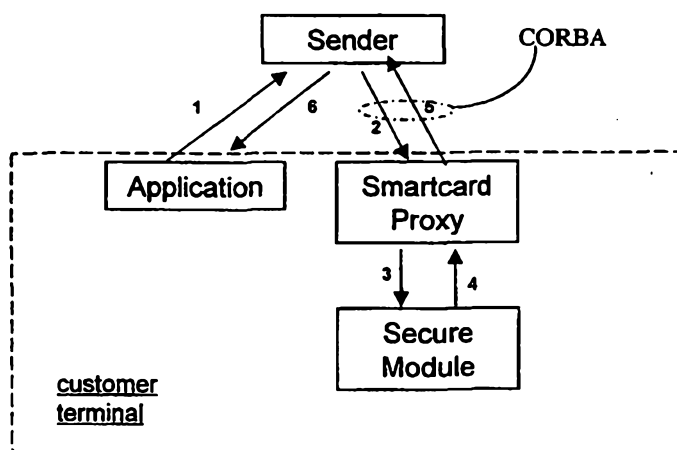 Sender
CORBA
1
6
2
5
Application
Smartcard
Proxy
3
4
Secure
Module
customer
terminal